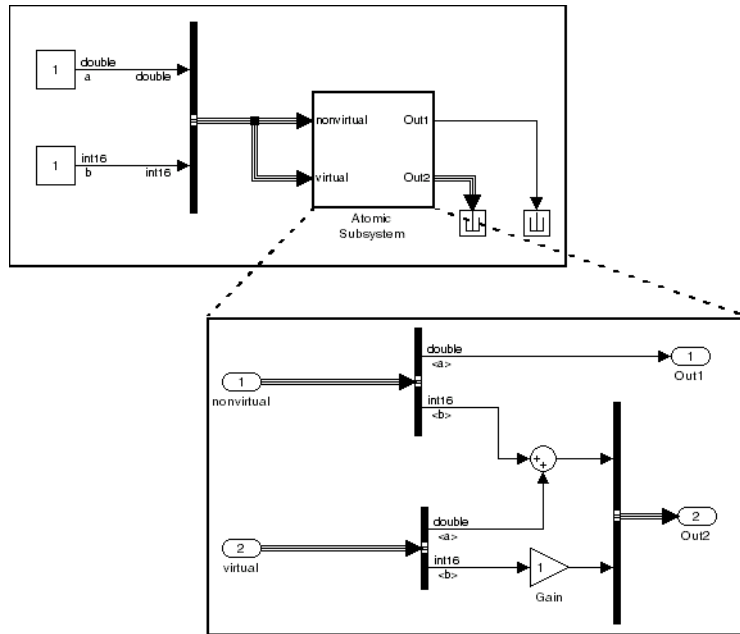 1
double
a
double
1
int16
b
int16
nonvirtual
Out1
virtual
Out2
Atomic
Subsystem
1
nonvirtual
double
<a>
int16
<b>
1
Out1
+
+
2
virtual
double
<a>
int16
<b>
1
Gain
2
Out2